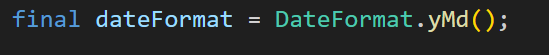 final dateFormat = DateFormat.yMd();